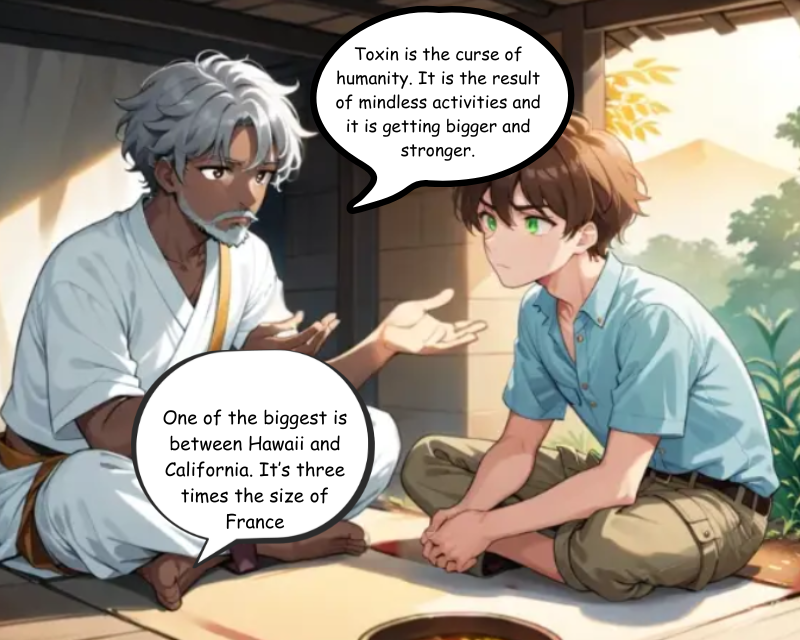 Toxin is the curse of
humanity. It is the result
of mindless activities and
it is getting bigger and
stronger.
One of the biggest is
between Hawaii and
California. It's three
times the size of
France